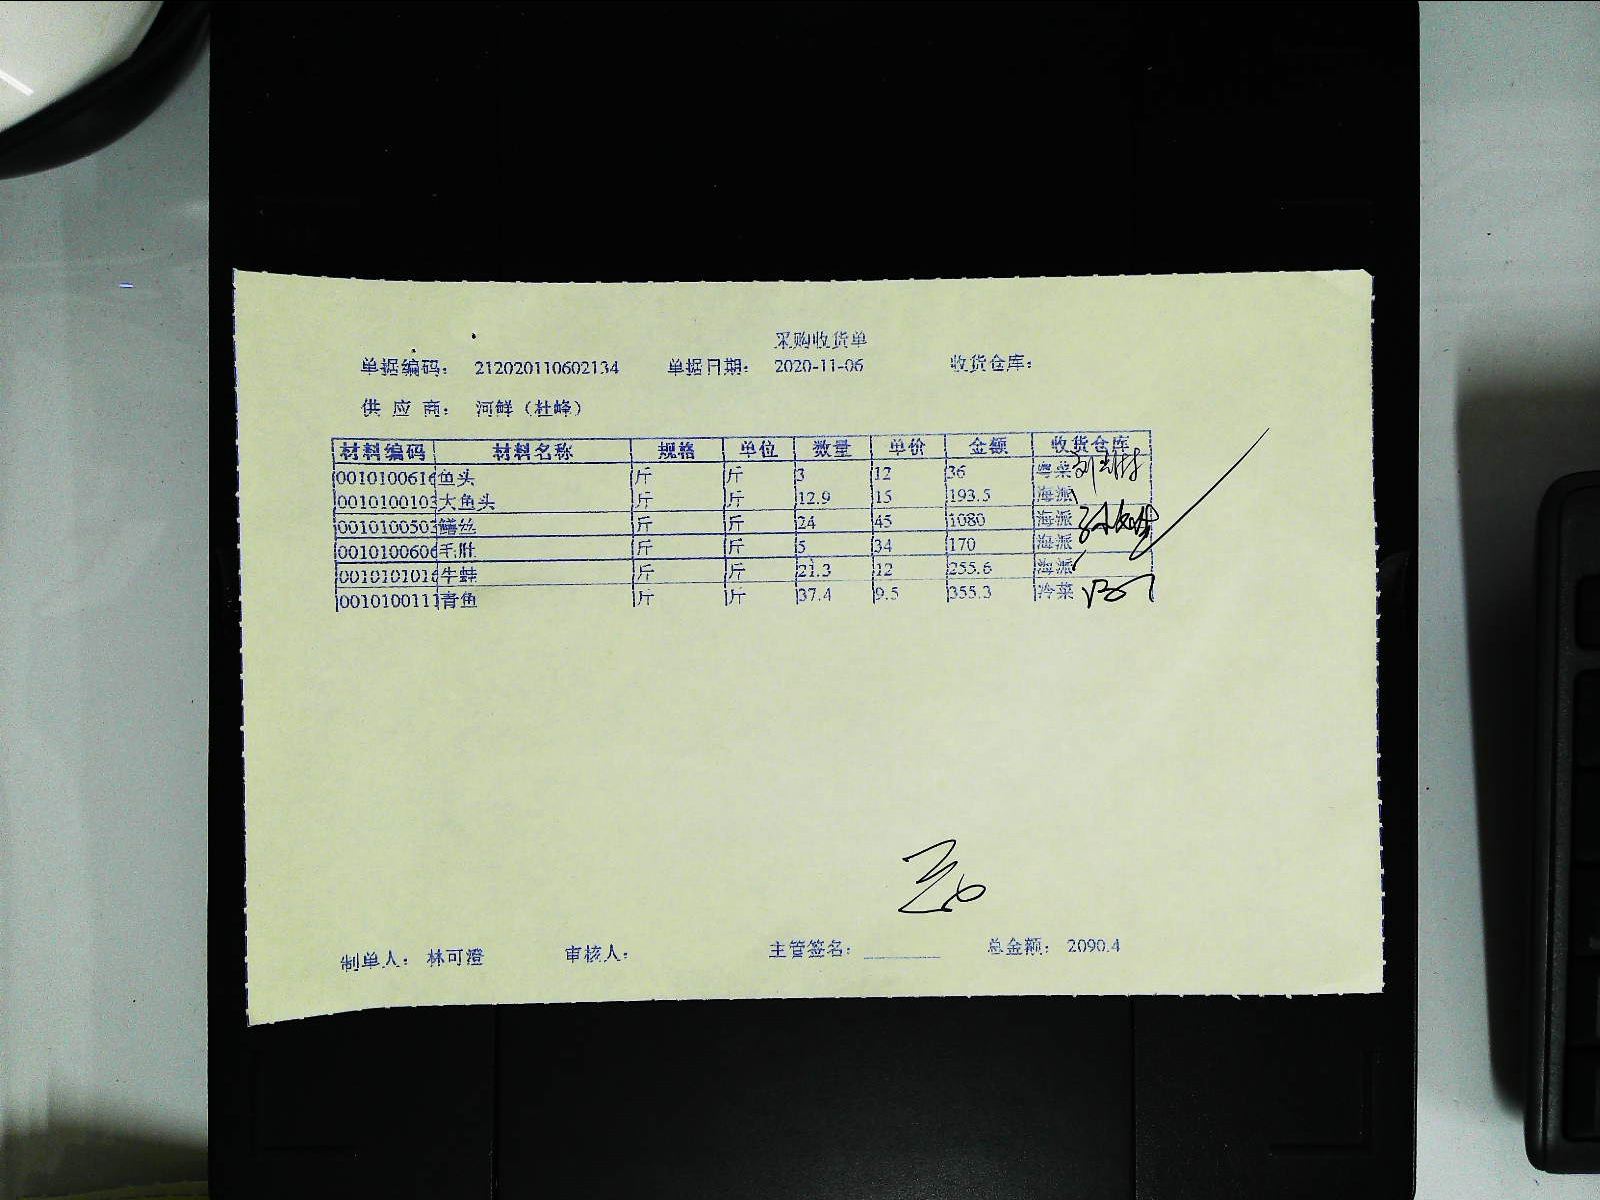 采购收货单
单据编码： 212020110602134 单据日期： 2020-11-06 收货仓库：
供 应 商： 河鲜（杜峰）
材料编码 材料名称 规格 单位 数量 单价 金额 收货仓库
001010061 鱼头 斤 斤 3 12 36 粤菜
001010010 大鱼头 斤 斤 12.9 15 193.5 海派
001010050 鳝丝 斤 斤 24 45 1080 海派
001010060 毛肚 斤 斤 5 34 170 海派
001010101 牛蛙 斤 斤 21.3 12 255.6 海派
001010011 青鱼 斤 斤 37.4 9.5 355.3 冷菜
制单人： 林可澄 审核人： 主管签名： 总金额： 2090.4